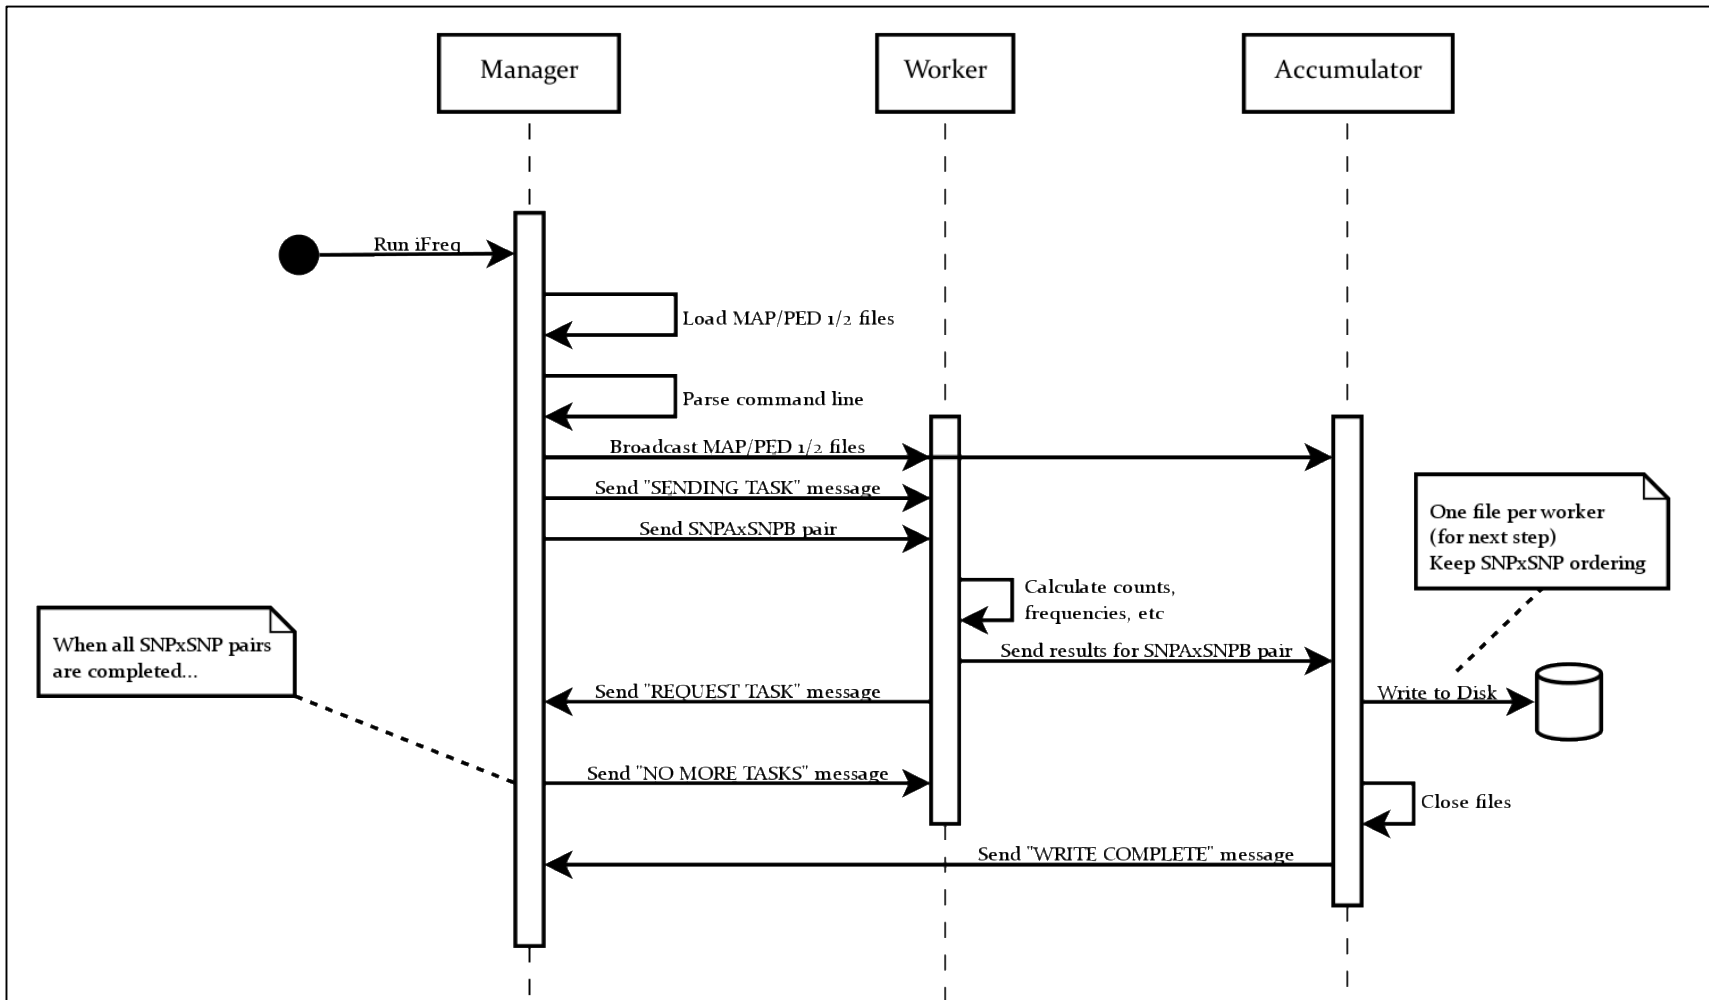 Manager
Worker
Accumulator
Run iFreq
Load MAP/PED 1/2 files
Parse command line
Broadcast MAP/PED 1/2 files
Send "SENDING TASK" message
Send SNPAxSNPB pair
One file per worker
(for next step)
Keep SNPxSNP ordering
Calculate counts,
frequencies, etc
When all SNPxSNP pairs
are completed...
Send results for SNPAxSNPB pair
Send "REQUEST TASK" message
Write to Disk
Send "NO MORE TASKS" message
Close files
Send "WRITE COMPLETE" message